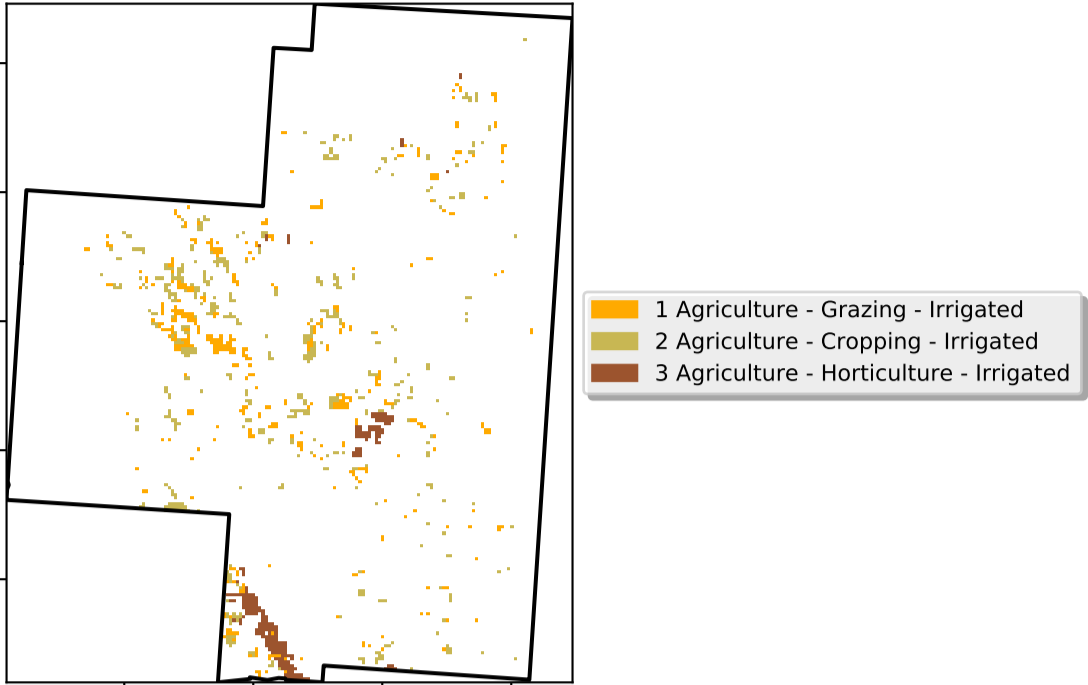 1 Agriculture - Grazing - Irrigated
2 Agriculture - Cropping - Irrigated
3 Agriculture - Horticulture - Irrigated